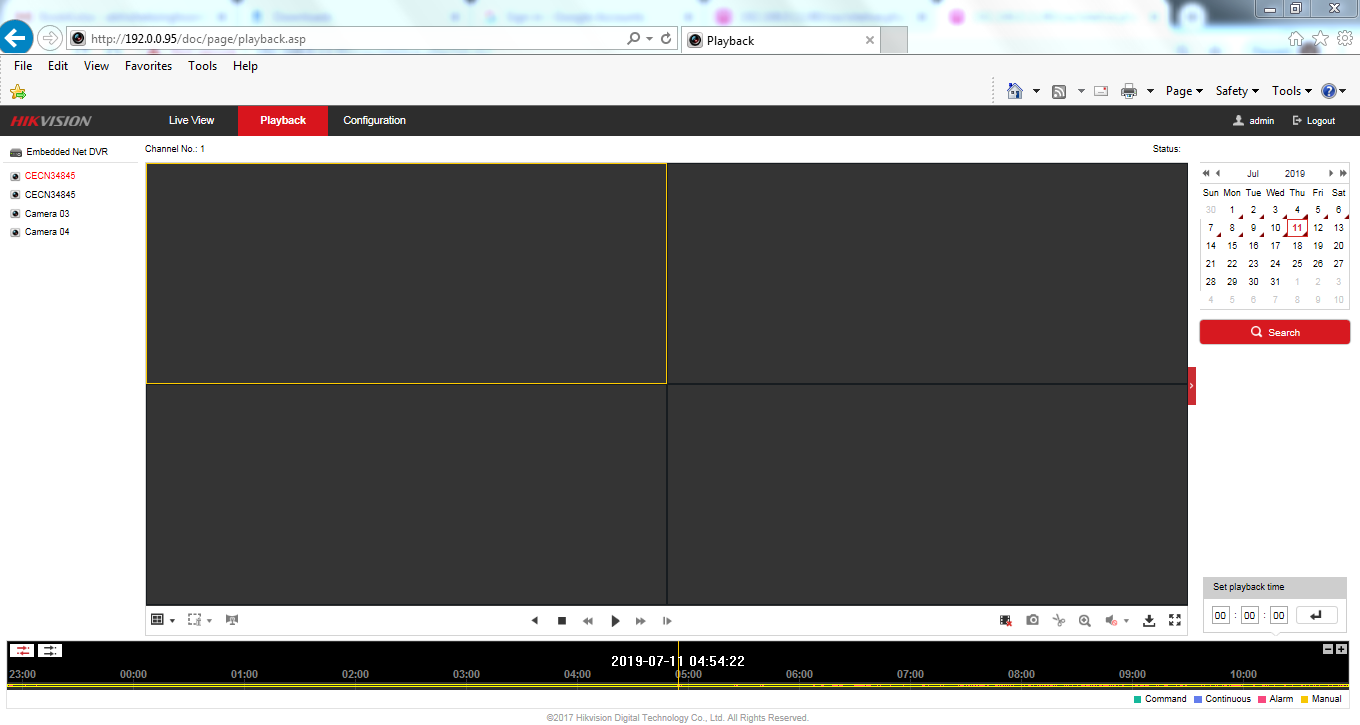 http://192.0.0.95/doc/page/playback.asp
Playback
File Edit View Favorites Tools Help
Page Safety Tools
HIKVISION Live View Playback Configuration admin Logout
Embedded Net DVR
CECN34845
CECN34845
Camera 03
Camera 04
Channel No.: 1
Status:
Jul 2019
Sun Mon Tue Wed Thu Fri Sat
30 1 2 3 4 5 6
7 8 9 10 11 12 13
14 15 16 17 18 19 20
21 22 23 24 25 26 27
28 29 30 31 1 2 3
4 5 6 7 8 9 10
Search
Set playback time
00 : 00 : 00
2019-07-11 04:54:22
23:00 00:00 01:00 02:00 03:00 04:00 05:00 06:00 07:00 08:00 09:00 10:00
Command Continuous Alarm Manual
©2017 Hikvision Digital Technology Co., Ltd. All Rights Reserved.